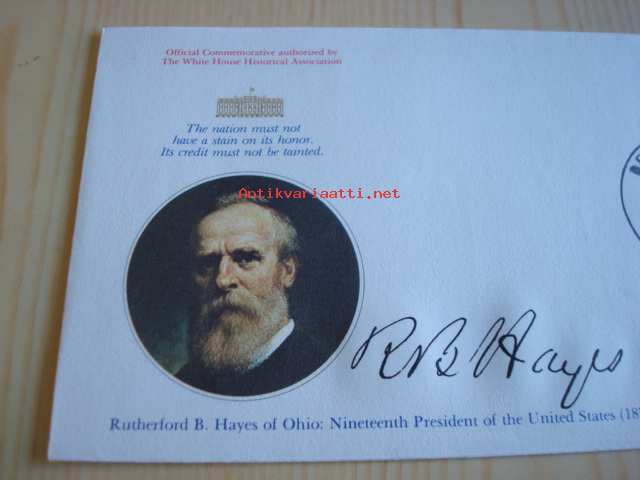 Official Commemorative authorized by
The White House Historical Association
The nation must not
have a stain on its honor.
Its credit must not be tainted.
Antikvariaatti.net
R B Hayes
Rutherford B. Hayes of Ohio: Nineteenth President of the United States (18